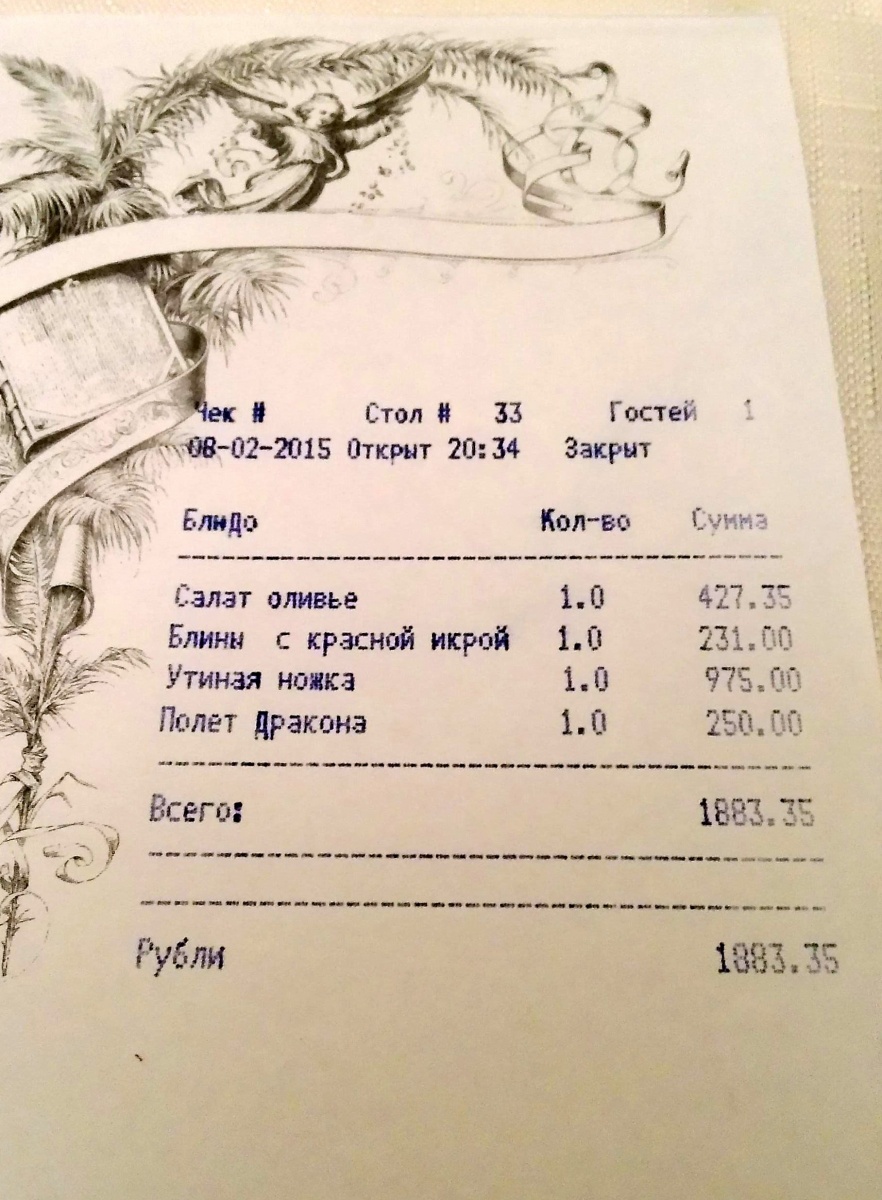 Чек # Стол # 33 Гостей 1
08-02-2015 Открыт 20:34 Закрыт
Блюдо Кол-во Сумма
Салат оливье 1.0 427.35
Блины с красной икрой 1.0 231.00
Утиная ножка 1.0 975.00
Полет Дракона 1.0 250.00
Всего: 1883.35
Рубли 1883.35